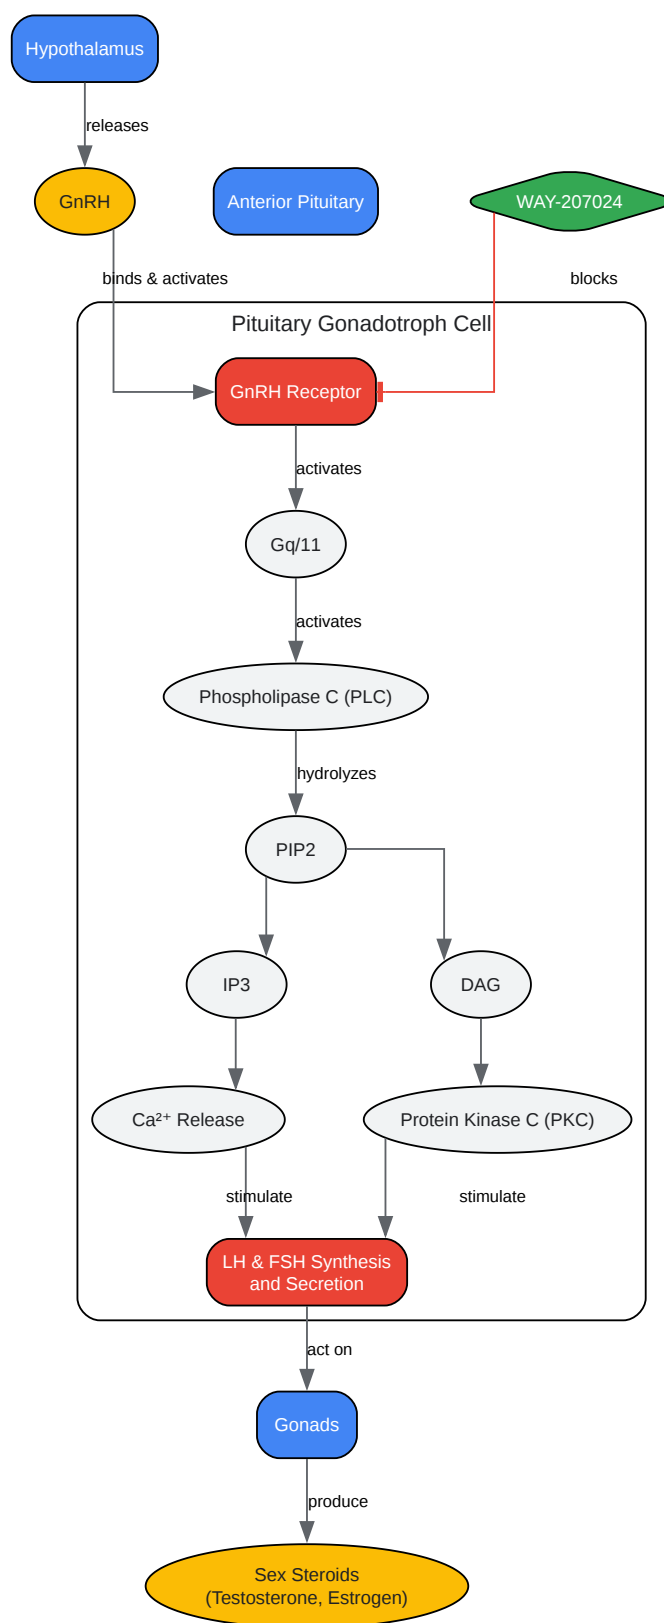 Hypothalamus
releases
GnRH
Anterior Pituitary
WAY-207024
binds & activates
blocks
Pituitary Gonadotroph Cell
GnRH Receptor
activates
Gq/11
activates
Phospholipase C (PLC)
hydrolyzes
PIP2
IP3
DAG
Ca²⁺ Release
Protein Kinase C (PKC)
stimulate
stimulate
LH & FSH Synthesis
and Secretion
act on
Gonads
produce
Sex Steroids
(Testosterone, Estrogen)